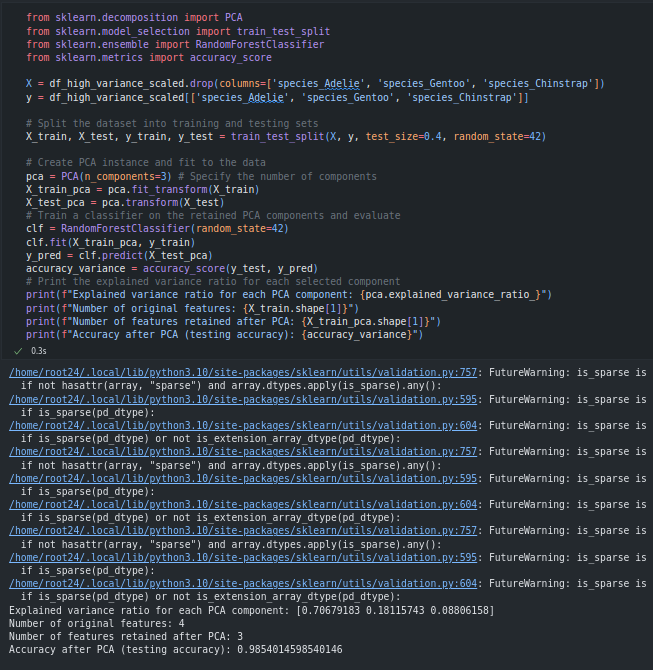 from sklearn.decomposition import PCA
from sklearn.model_selection import train_test_split
from sklearn.ensemble import RandomForestClassifier
from sklearn.metrics import accuracy_score

X = df_high_variance_scaled.drop(columns=['species_Adelie', 'species_Gentoo', 'species_Chinstrap'])
y = df_high_variance_scaled[['species_Adelie', 'species_Gentoo', 'species_Chinstrap']]

# Split the dataset into training and testing sets
X_train, X_test, y_train, y_test = train_test_split(X, y, test_size=0.4, random_state=42)

# Create PCA instance and fit to the data
pca = PCA(n_components=3) # Specify the number of components
X_train_pca = pca.fit_transform(X_train)
X_test_pca = pca.transform(X_test)
# Train a classifier on the retained PCA components and evaluate
clf = RandomForestClassifier(random_state=42)
clf.fit(X_train_pca, y_train)
y_pred = clf.predict(X_test_pca)
accuracy_variance = accuracy_score(y_test, y_pred)
# Print the explained variance ratio for each selected component
print(f"Explained variance ratio for each PCA component: {pca.explained_variance_ratio_}")
print(f"Number of original features: {X_train.shape[1]}")
print(f"Number of features retained after PCA: {X_train_pca.shape[1]}")
print(f"Accuracy after PCA (testing accuracy): {accuracy_variance}")
✓ 0.3s
/home/root24/.local/lib/python3.10/site-packages/sklearn/utils/validation.py:757: FutureWarning: is_sparse is
if not hasattr(array, "sparse") and array.dtypes.apply(is_sparse).any():
/home/root24/.local/lib/python3.10/site-packages/sklearn/utils/validation.py:595: FutureWarning: is_sparse is
if is_sparse(pd_dtype):
/home/root24/.local/lib/python3.10/site-packages/sklearn/utils/validation.py:604: FutureWarning: is_sparse is
if is_sparse(pd_dtype) or not is_extension_array_dtype(pd_dtype):
/home/root24/.local/lib/python3.10/site-packages/sklearn/utils/validation.py:757: FutureWarning: is_sparse is
if not hasattr(array, "sparse") and array.dtypes.apply(is_sparse).any():
/home/root24/.local/lib/python3.10/site-packages/sklearn/utils/validation.py:595: FutureWarning: is_sparse is
if is_sparse(pd_dtype):
/home/root24/.local/lib/python3.10/site-packages/sklearn/utils/validation.py:604: FutureWarning: is_sparse is
if is_sparse(pd_dtype) or not is_extension_array_dtype(pd_dtype):
/home/root24/.local/lib/python3.10/site-packages/sklearn/utils/validation.py:757: FutureWarning: is_sparse is
if not hasattr(array, "sparse") and array.dtypes.apply(is_sparse).any():
/home/root24/.local/lib/python3.10/site-packages/sklearn/utils/validation.py:595: FutureWarning: is_sparse is
if is_sparse(pd_dtype):
/home/root24/.local/lib/python3.10/site-packages/sklearn/utils/validation.py:604: FutureWarning: is_sparse is
if is_sparse(pd_dtype) or not is_extension_array_dtype(pd_dtype):
Explained variance ratio for each PCA component: [0.70679183 0.18115743 0.08806158]
Number of original features: 4
Number of features retained after PCA: 3
Accuracy after PCA (testing accuracy): 0.9854014598540146